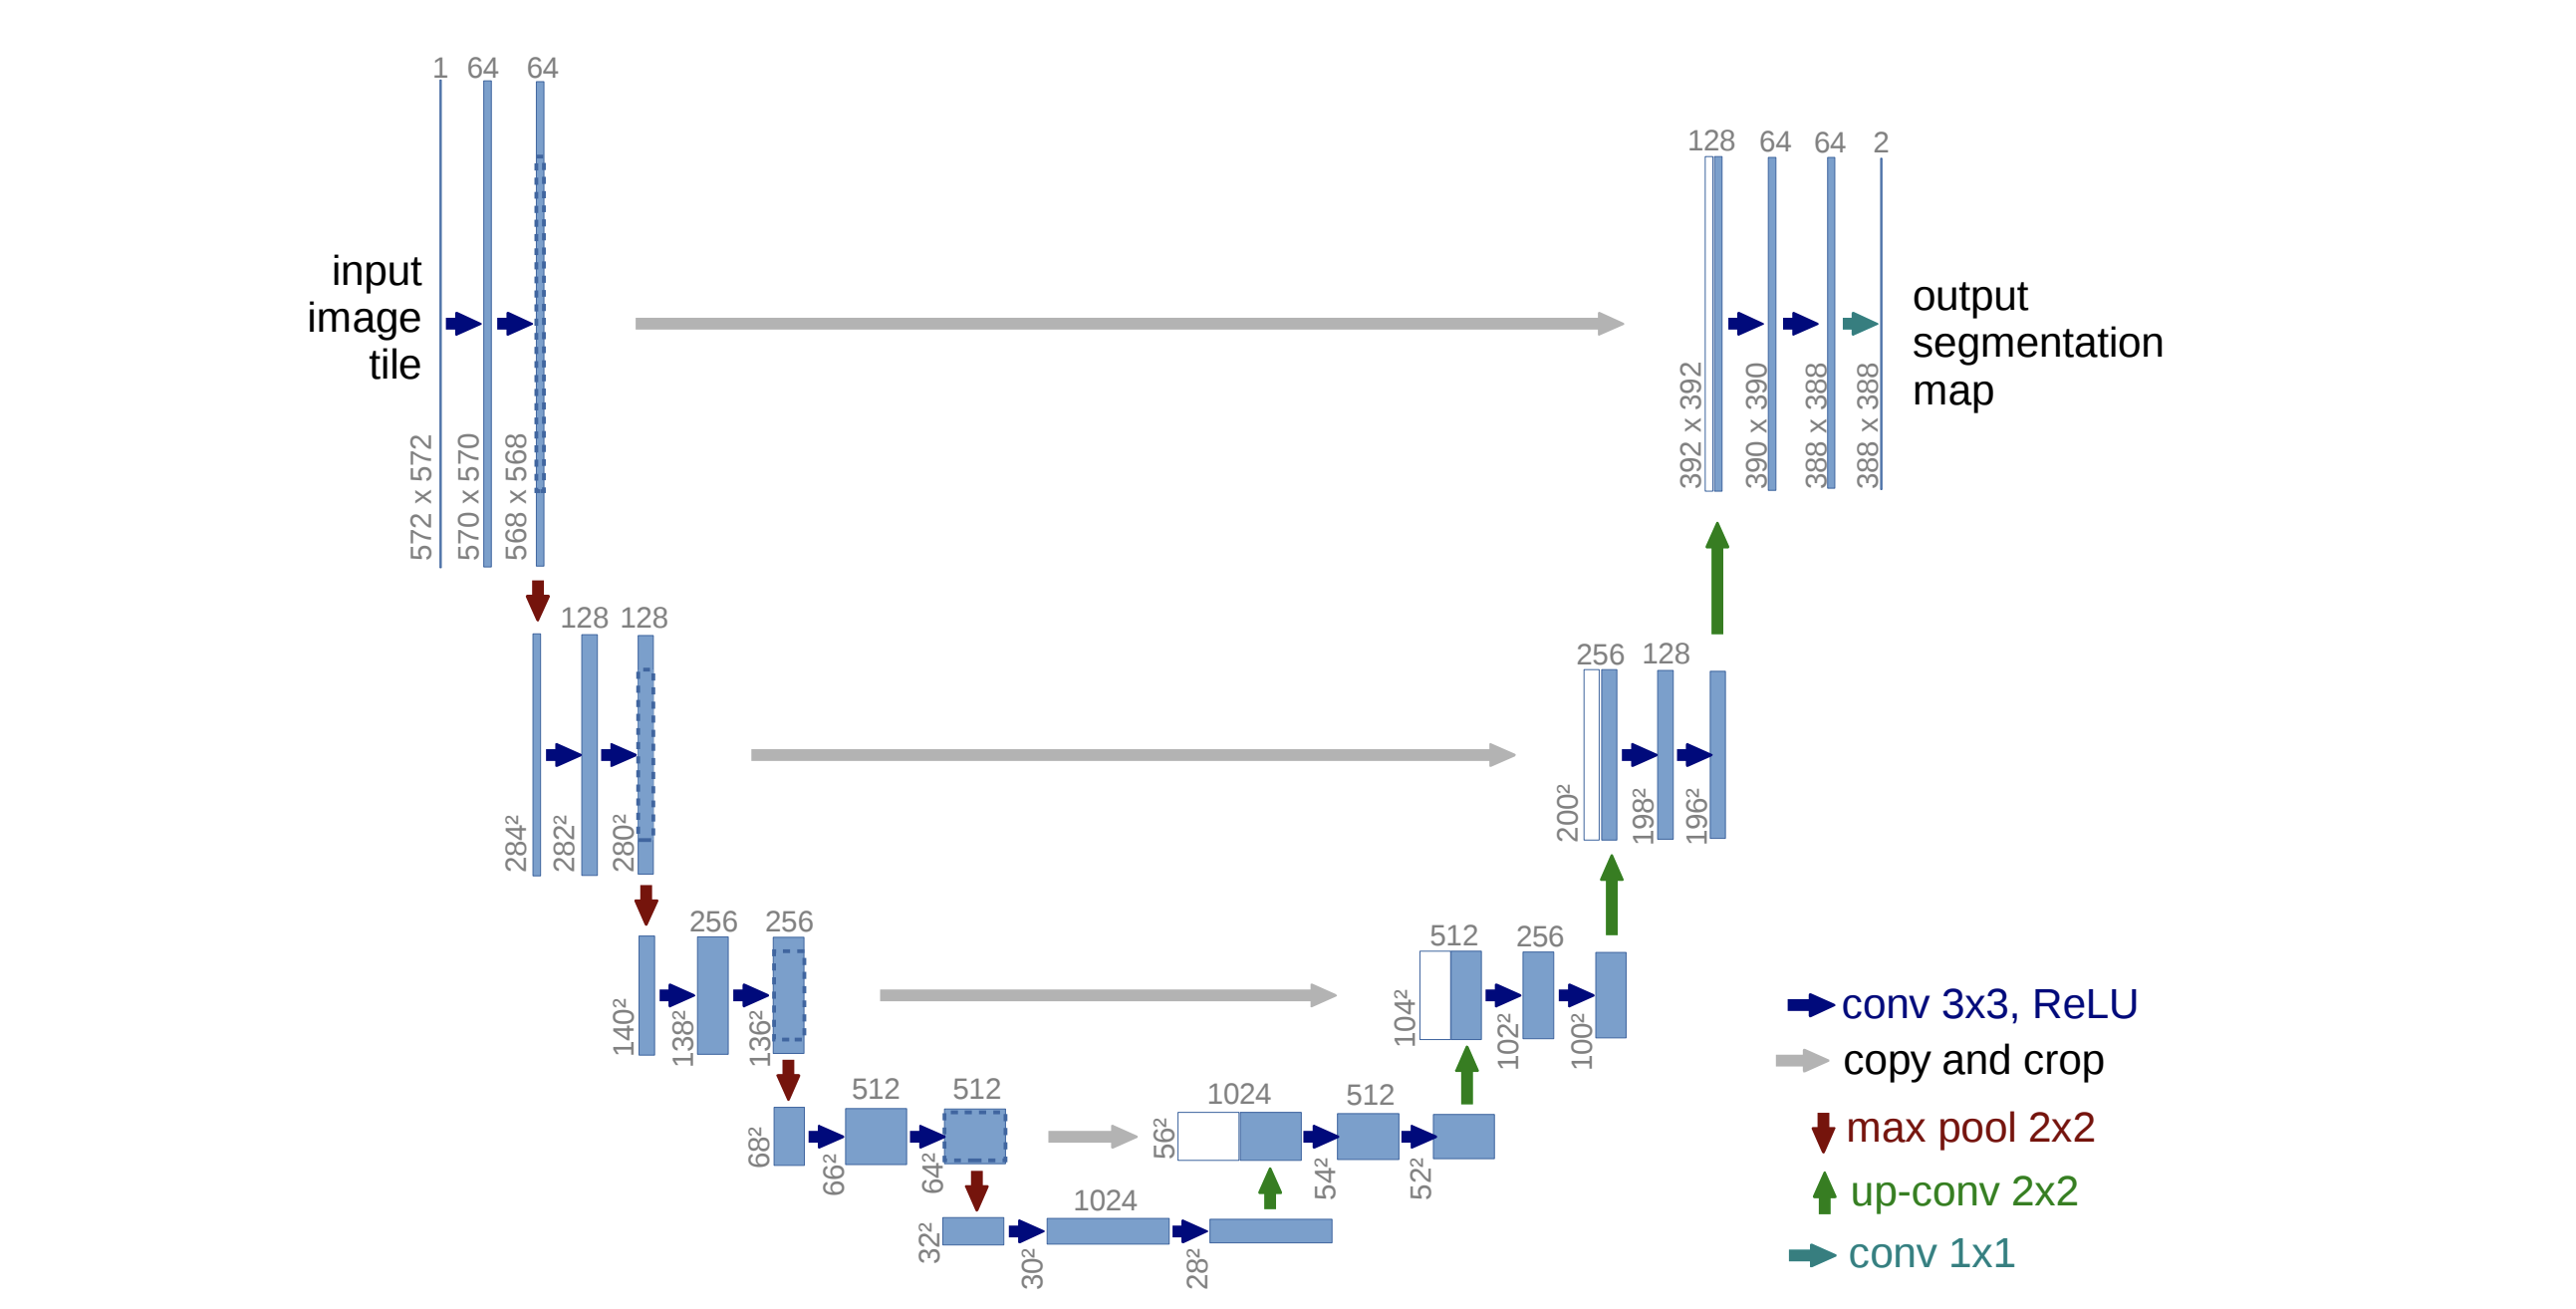 1 64 64
input
image
tile
572 x 572
570 x 570
568 x 568
128 64 64 2
392 x 392
390 x 390
388 x 388
388 x 388
output
segmentation
map
128 128
284²
282²
280²
256 128
200²
198²
196²
256 256
140²
138²
136²
512 256
104²
102²
100²
512 512
68²
66²
64²
1024 512
56²
54²
52²
1024
32²
30²
28²
conv 3x3, ReLU
copy and crop
max pool 2x2
up-conv 2x2
conv 1x1